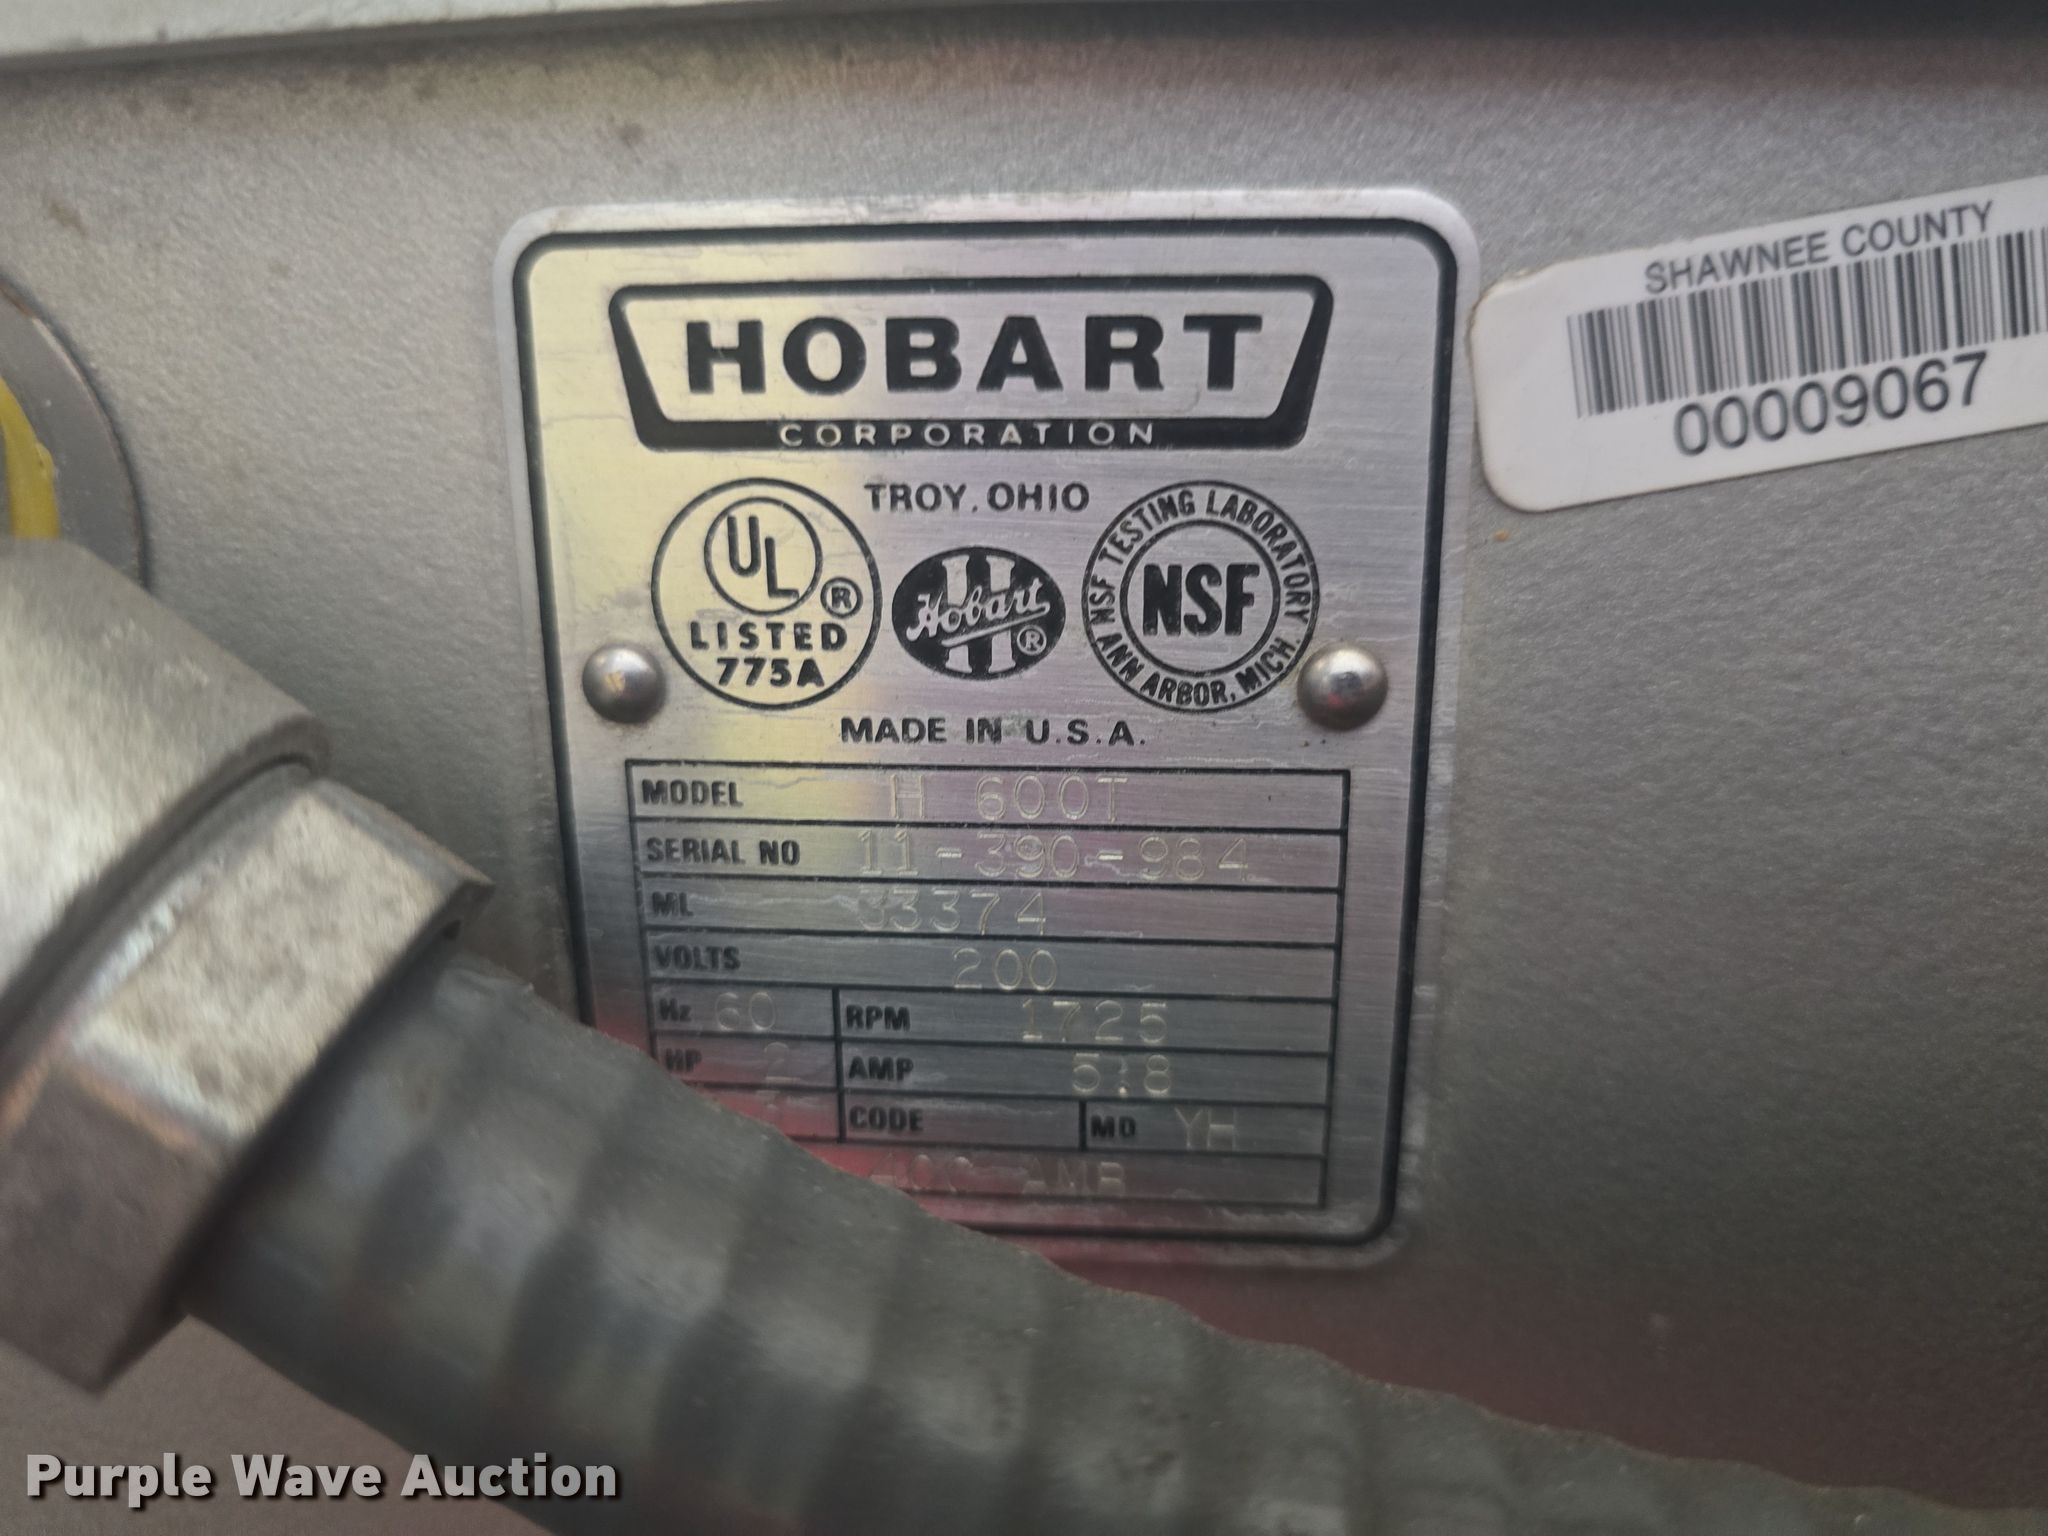 HOBART
CORPORATION
SHAWNEE COUNTY
00009067
TROY, OHIO
UL®
LISTED
775A
Hobart®
NSF TESTING LABORATORY
NSF
ANN ARBOR, MICH.
MADE IN U.S.A.
MODEL H 600T
SERIAL NO 11-390-984
ML 33374
VOLTS 200
Hz 60 RPM 1725
HP 2 AMP 5.8
CODE MD YH
40C-AMB
Purple Wave Auction